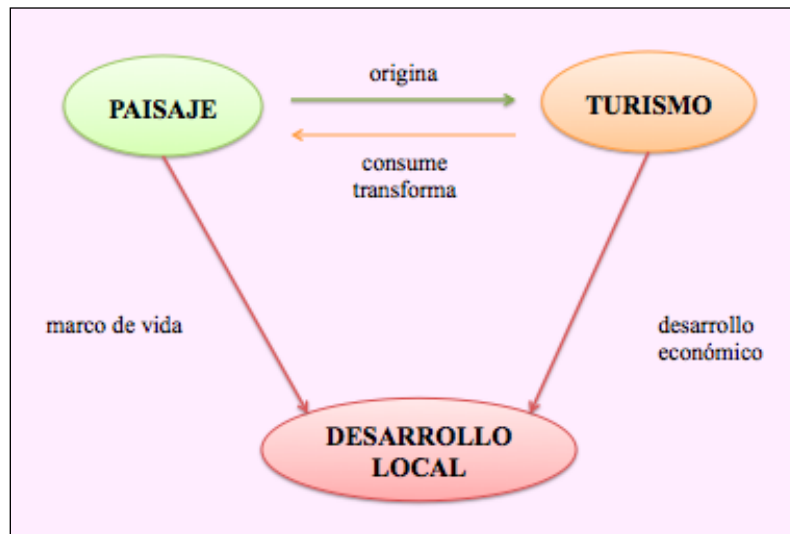 origina
PAISAJE
TURISMO
consume
transforma
marco de vida
desarrollo
económico
DESARROLLO
LOCAL